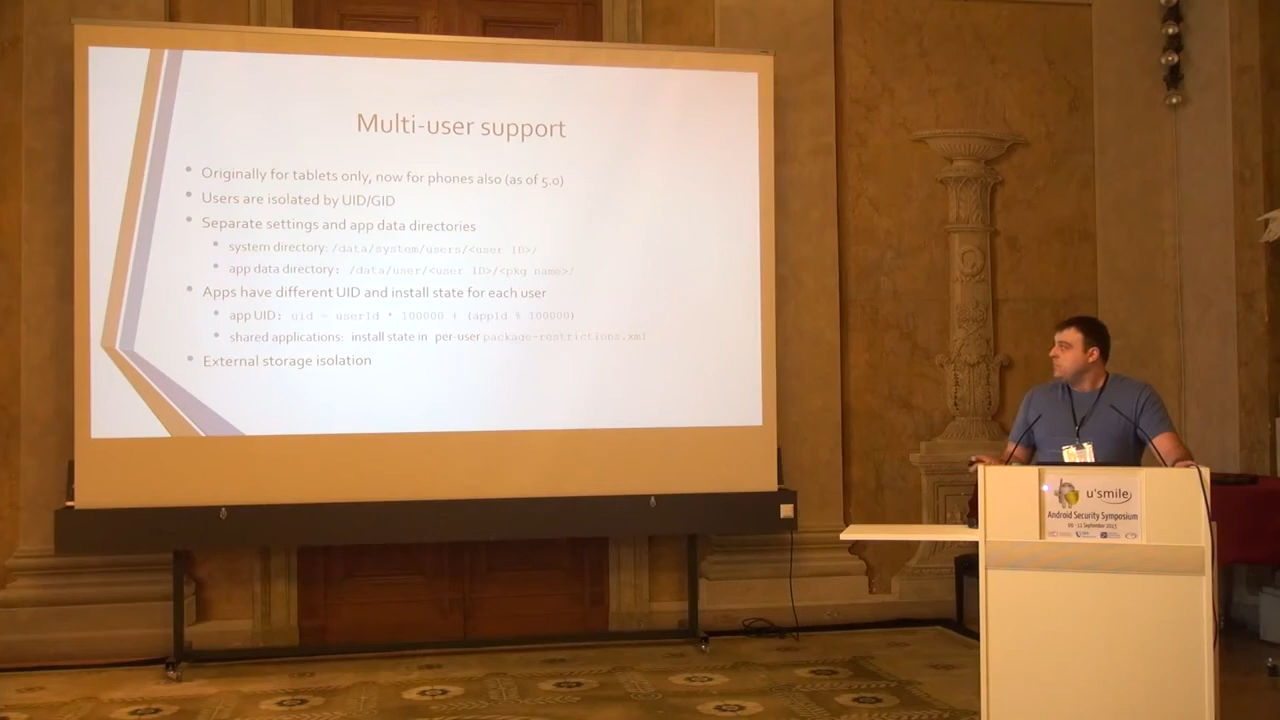 Multi-user support
Originally for tablets only, now for phones also (as of 5.0)
Users are isolated by UID/GID
Separate settings and app data directories
system directory: /data/system/users/<user ID>/
app data directory: /data/user/<user ID>/<pkg name>/
Apps have different UID and install state for each user
app UID: uid = userId * 100000 + (appId % 100000)
shared applications: install state in per-user package-restrictions.xml
External storage isolation
u'smile
Android Security Symposium
09 - 11 September 2015